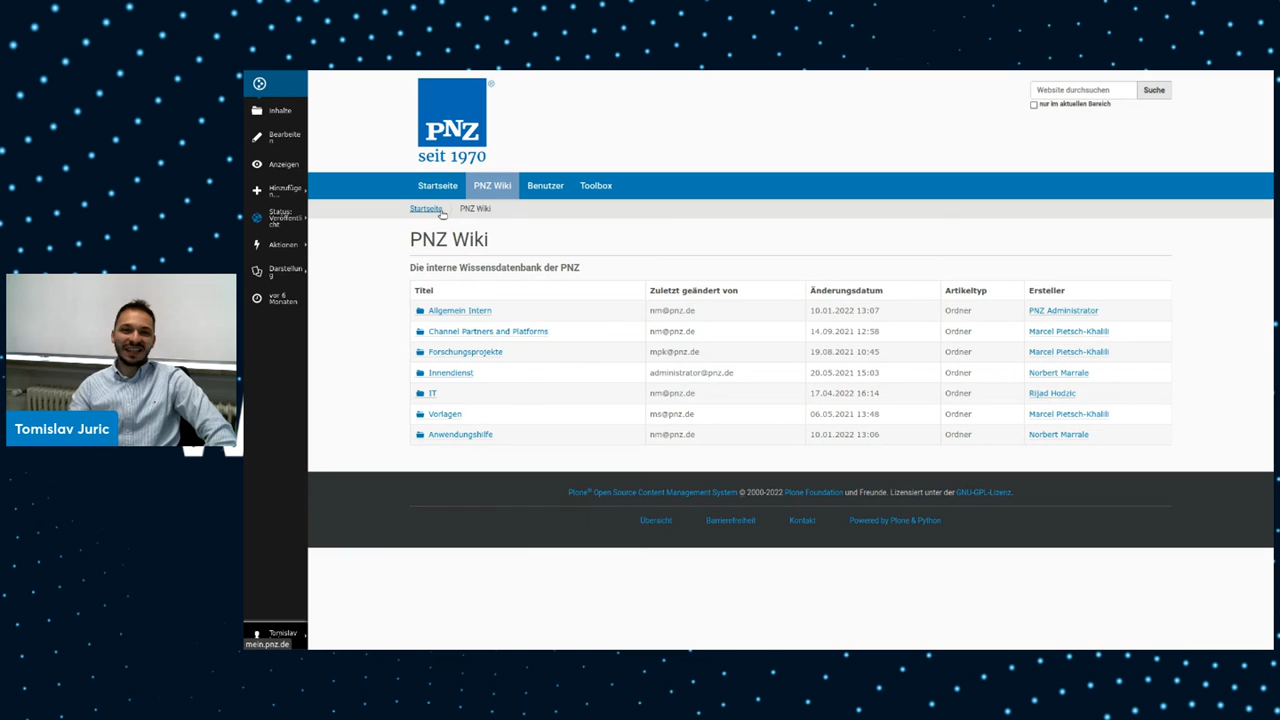 PNZ
®
seit 1970
Website durchsuchen Suche
nur im aktuellen Bereich
Startseite PNZ Wiki Benutzer Toolbox
Startseite PNZ Wiki
PNZ Wiki
Die interne Wissensdatenbank der PNZ
Titel Zuletzt geändert von Änderungsdatum Artikeltyp Ersteller
Allgemein Intern nm@pnz.de 10.01.2022 13:07 Ordner PNZ Administrator
Channel Partners and Platforms nm@pnz.de 14.09.2021 12:58 Ordner Marcel Pietsch-Khalili
Forschungsprojekte mpk@pnz.de 19.08.2021 10:45 Ordner Marcel Pietsch-Khalili
Innendienst administrator@pnz.de 20.05.2021 15:03 Ordner Norbert Marrale
IT nm@pnz.de 17.04.2022 16:14 Ordner Rijad Hodzic
Vorlagen ms@pnz.de 06.05.2021 13:48 Ordner Marcel Pietsch-Khalili
Anwendungshilfe nm@pnz.de 10.01.2022 13:06 Ordner Norbert Marrale
Plone® Open Source Content Management System © 2000-2022 Plone Foundation und Freunde. Lizensiert unter der GNU-GPL-Lizenz.
Übersicht Barrierefreiheit Kontakt Powered by Plone & Python
Inhalte
Bearbeite
n
Anzeigen
Hinzufüge
n...
Status:
Veröffentli
cht
Aktionen
Darstellun
g
vor 6
Monaten
Tomislav
mein.pnz.de
Tomislav Juric